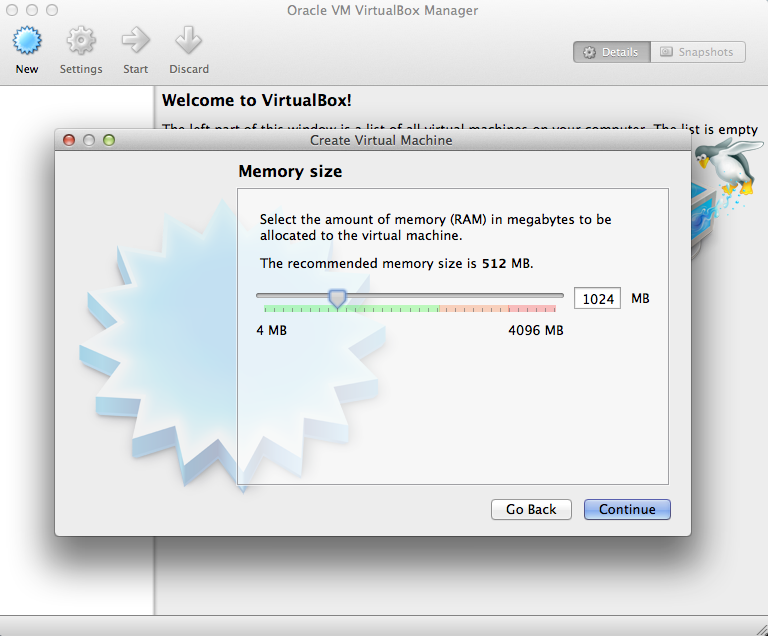 Oracle VM VirtualBox Manager
New
Settings
Start
Discard
Details
Snapshots
Welcome to VirtualBox!
The left part of this window is a list of all virtual machines on your computer. The list is empty
Create Virtual Machine
Memory size
Select the amount of memory (RAM) in megabytes to be
allocated to the virtual machine.
The recommended memory size is 512 MB.
1024 MB
4 MB
4096 MB
Go Back
Continue